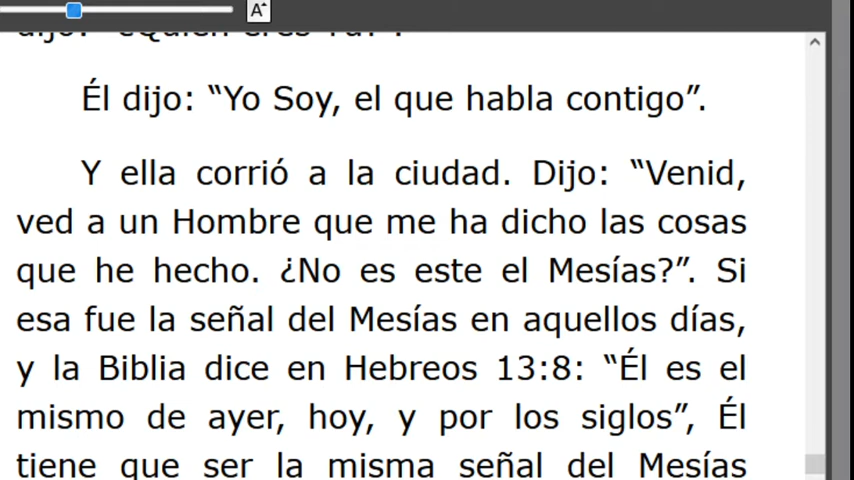 Él dijo: “Yo Soy, el que habla contigo”.
Y ella corrió a la ciudad. Dijo: “Venid,
ved a un Hombre que me ha dicho las cosas
que he hecho. ¿No es este el Mesías?”. Si
esa fue la señal del Mesías en aquellos días,
y la Biblia dice en Hebreos 13:8: “Él es el
mismo de ayer, hoy, y por los siglos”, Él
tiene que ser la misma señal del Mesías